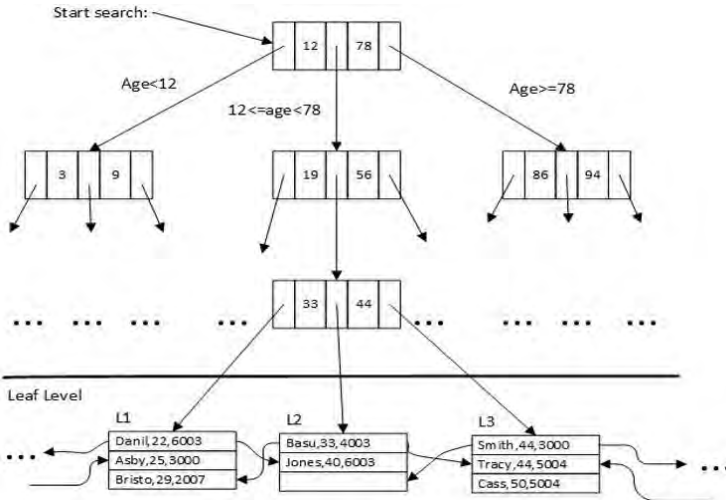 Start search:
12 78
Age<12
12<=age<78
Age>=78
3 9
19 56
86 94
33 44
... ... ... ... ... ... ... ...
Leaf Level
L1
L2
L3
Danil,22,6003
Asby,25,3000
Bristo,29,2007
Basu,33,4003
Jones,40,6003
Smith,44,3000
Tracy,44,5004
Cass,50,5004
... ...